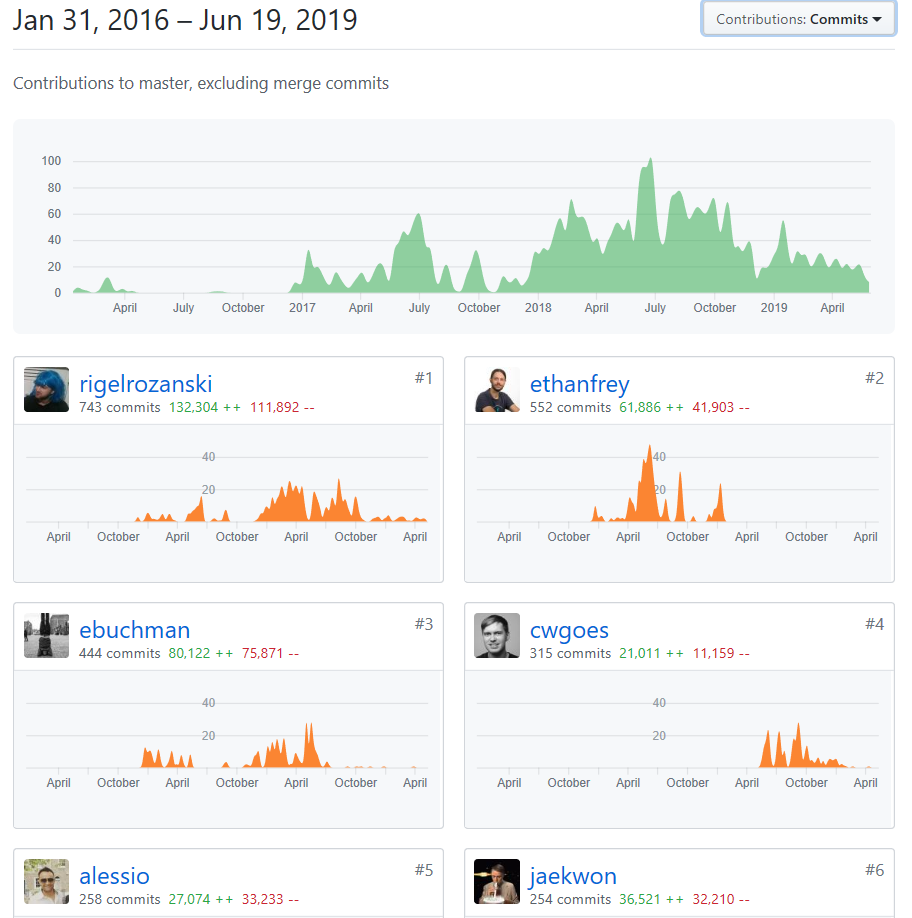 Jan 31, 2016 – Jun 19, 2019
Contributions: Commits
Contributions to master, excluding merge commits
100
80
60
40
20
0
April July October 2017 April July October 2018 April July October 2019 April
rigelrozanski #1
743 commits 132,304 ++ 111,892 --
40
20
April October April October April October April
ethanfrey #2
552 commits 61,886 ++ 41,903 --
40
20
April October April October April October April
ebuchman #3
444 commits 80,122 ++ 75,871 --
40
20
April October April October April October April
cwgoes #4
315 commits 21,011 ++ 11,159 --
40
20
April October April October April October April
alessio #5
258 commits 27,074 ++ 33,233 --
jaekwon #6
254 commits 36,521 ++ 32,210 --